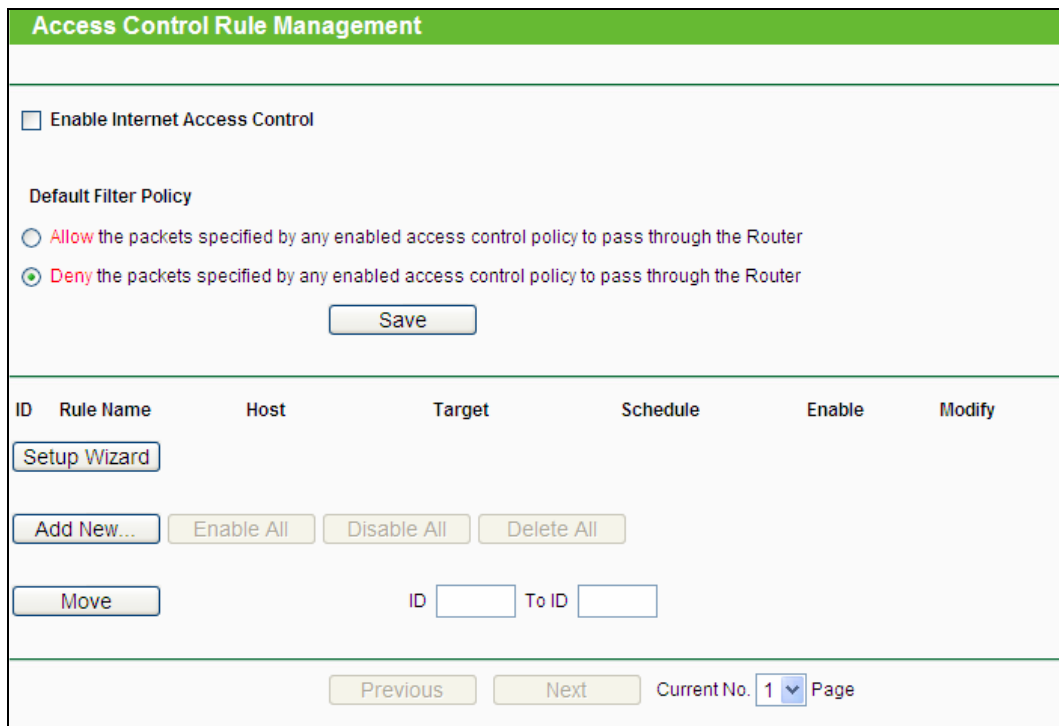 Access Control Rule Management
Enable Internet Access Control
Default Filter Policy
Allow the packets specified by any enabled access control policy to pass through the Router
Deny the packets specified by any enabled access control policy to pass through the Router
Save
ID Rule Name Host Target Schedule Enable Modify
Setup Wizard
Add New... Enable All Disable All Delete All
Move ID To ID
Previous Next Current No. 1 Page